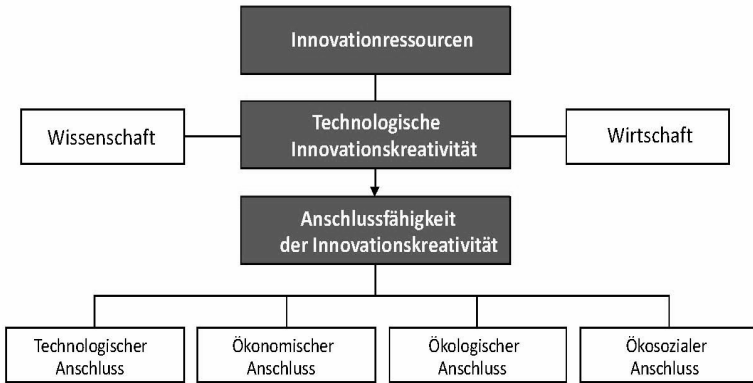 Innovationressourcen
Wissenschaft
Technologische
Innovationskreativität
Wirtschaft
Anschlussfähigkeit
der Innovationskreativität
Technologischer
Anschluss
Ökonomischer
Anschluss
Ökologischer
Anschluss
Ökosozialer
Anschluss